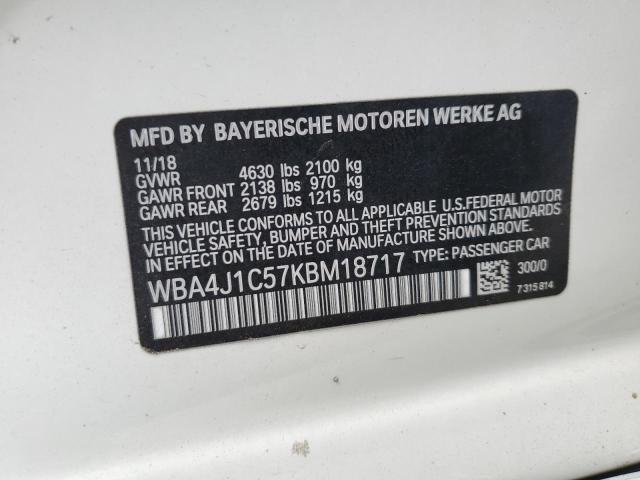 MFD BY BAYERISCHE MOTOREN WERKE AG
11/18
GVWR 4630 lbs 2100 kg
GAWR FRONT 2138 lbs 970 kg
GAWR REAR 2679 lbs 1215 kg
THIS VEHICLE CONFORMS TO ALL APPLICABLE U.S.FEDERAL MOTOR
VEHICLE SAFETY, BUMPER AND THEFT PREVENTION STANDARDS
IN EFFECT ON THE DATE OF MANUFACTURE SHOWN ABOVE.
WBA4J1C57KBM18717 TYPE: PASSENGER CAR
300/0
7315814